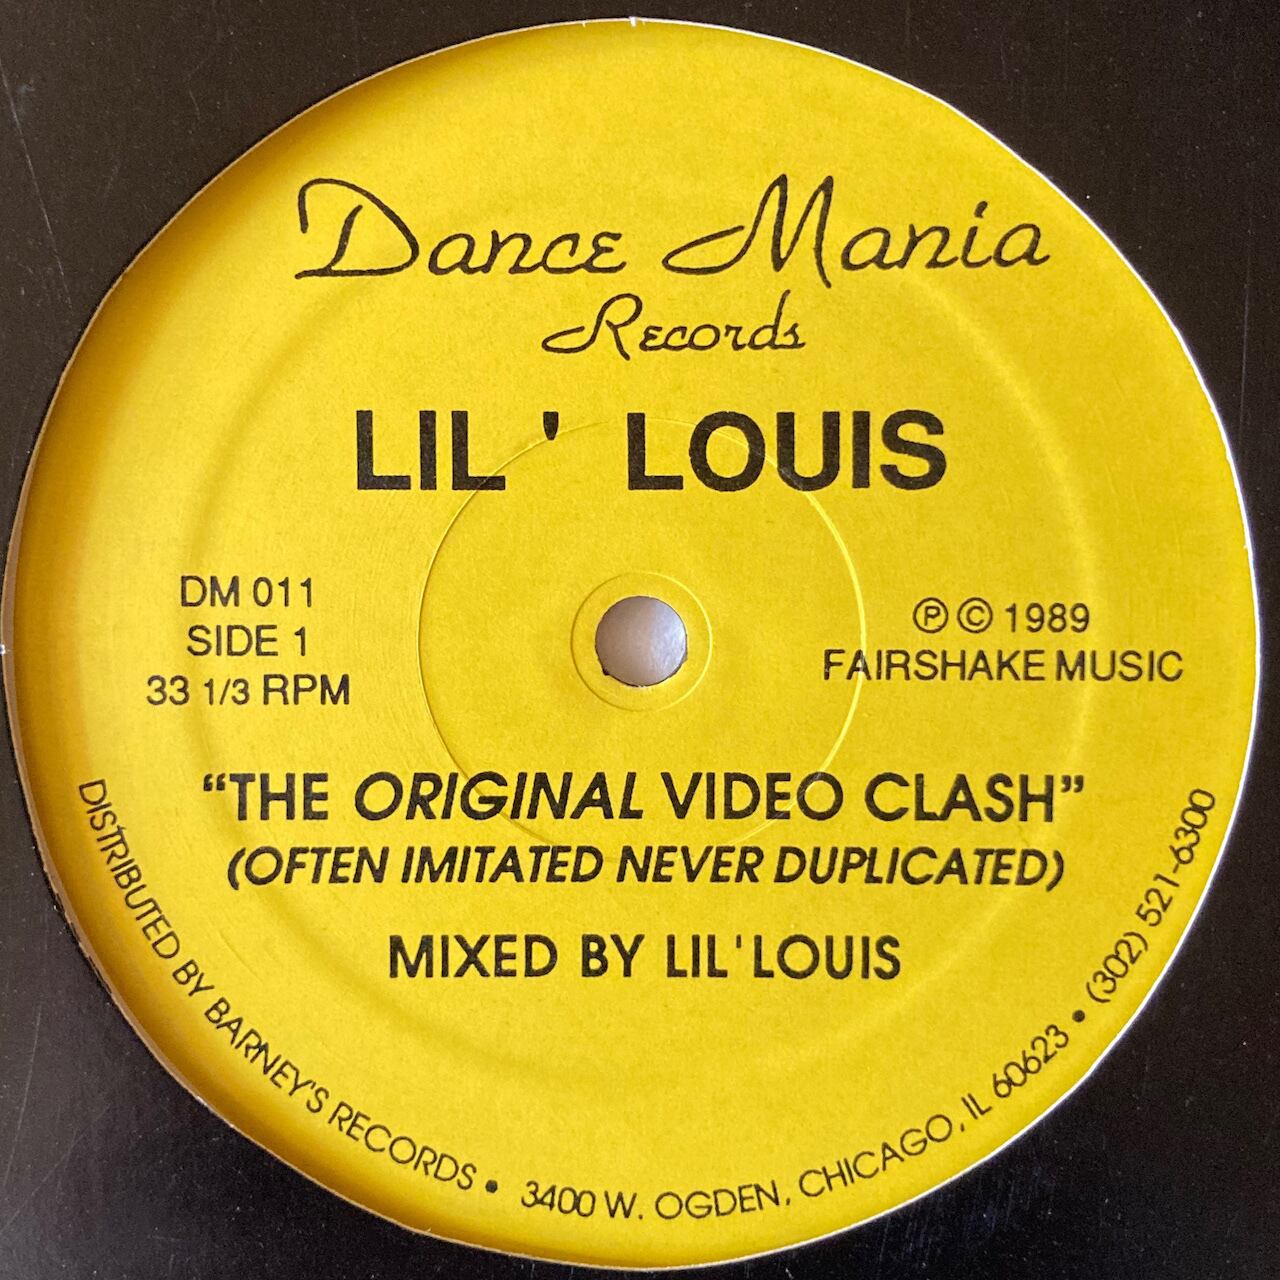 Dance Mania
Records
LIL' LOUIS
DM 011
SIDE 1
33 1/3 RPM
Ⓟ © 1989
FAIRSHAKE MUSIC
“THE ORIGINAL VIDEO CLASH”
(OFTEN IMITATED NEVER DUPLICATED)
MIXED BY LIL' LOUIS
DISTRIBUTED BY BARNEY'S RECORDS • 3400 W. OGDEN, CHICAGO, IL 60623 • (302) 521-6300